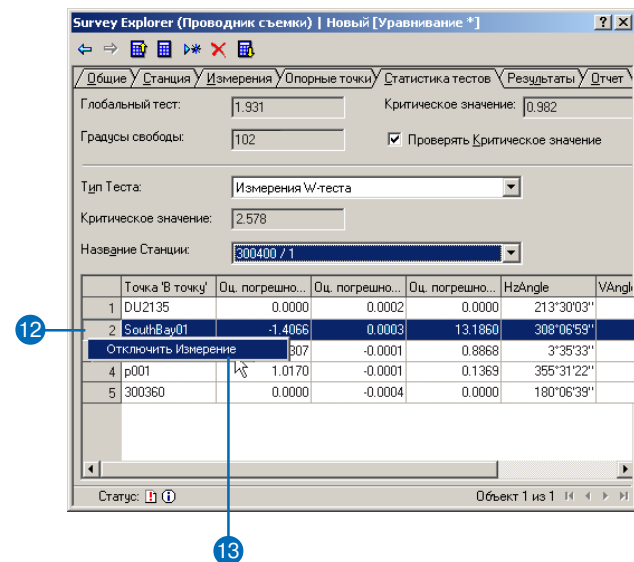 Survey Explorer (Проводник съемки) | Новый [Уравнивание *]
Общие Станция Измерения Опорные точки Статистика тестов Результаты Отчет
Глобальный тест: 1.931 Критическое значение: 0.982
Градусы свободы: 102 Проверять Критическое значение
Тип Теста: Измерения W-теста
Критическое значение: 2.578
Название Станции: 300400 / 1
Точка 'В точку' Оц. погрешно... Оц. погрешно... Оц. погрешно... HzAngle VAngl
1 DU2135 0.0000 0.0002 0.0000 213°30'03''
12 2 SouthBay01 -1.4066 0.0003 13.1860 308°06'59''
Отключить Измерение 307 -0.0001 0.8868 3°35'33''
4 p001 1.0170 -0.0001 0.1369 355°31'22''
5 300360 0.0000 -0.0004 0.0000 180°06'39''
Статус: Объект 1 из 1
13